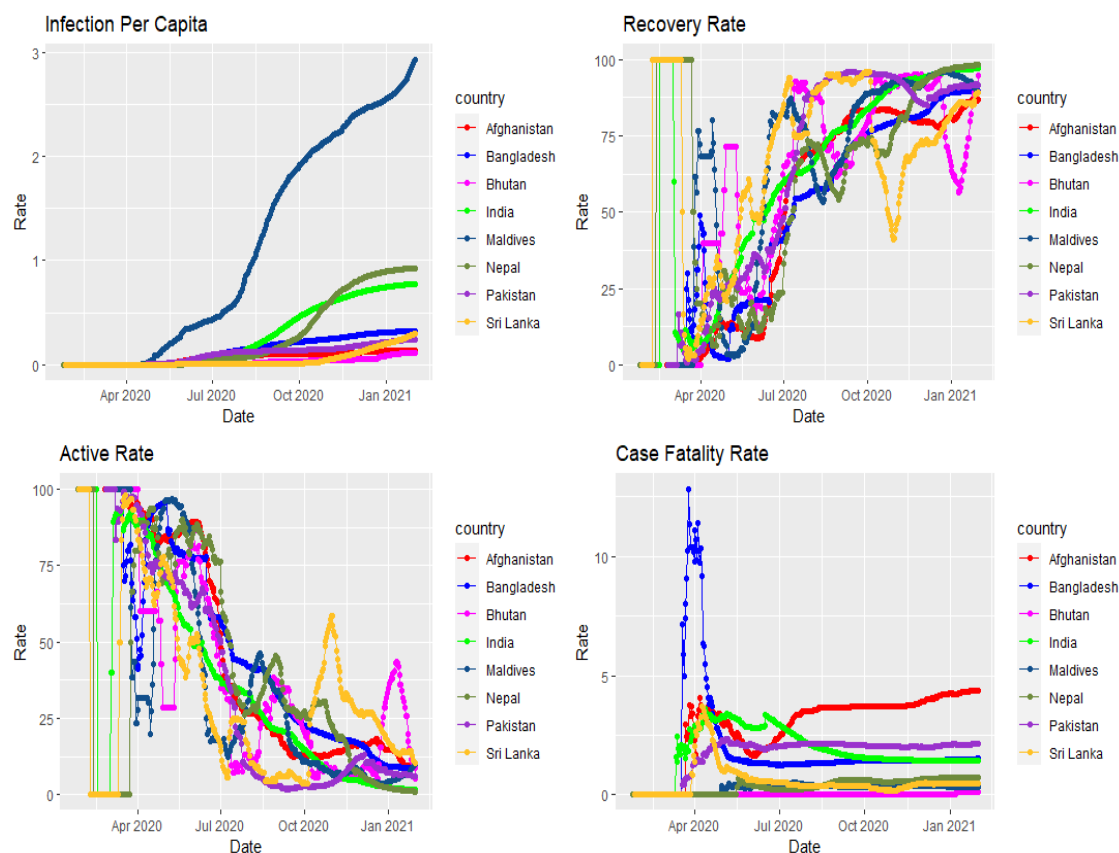 Infection Per Capita
3
2
1
0
Rate
Apr 2020 Jul 2020 Oct 2020 Jan 2021
Date
country
Afghanistan
Bangladesh
Bhutan
India
Maldives
Nepal
Pakistan
Sri Lanka
Recovery Rate
100
75
50
25
0
Rate
Apr 2020 Jul 2020 Oct 2020 Jan 2021
Date
country
Afghanistan
Bangladesh
Bhutan
India
Maldives
Nepal
Pakistan
Sri Lanka
Active Rate
100
75
50
25
0
Rate
Apr 2020 Jul 2020 Oct 2020 Jan 2021
Date
country
Afghanistan
Bangladesh
Bhutan
India
Maldives
Nepal
Pakistan
Sri Lanka
Case Fatality Rate
10
5
0
Rate
Apr 2020 Jul 2020 Oct 2020 Jan 2021
Date
country
Afghanistan
Bangladesh
Bhutan
India
Maldives
Nepal
Pakistan
Sri Lanka